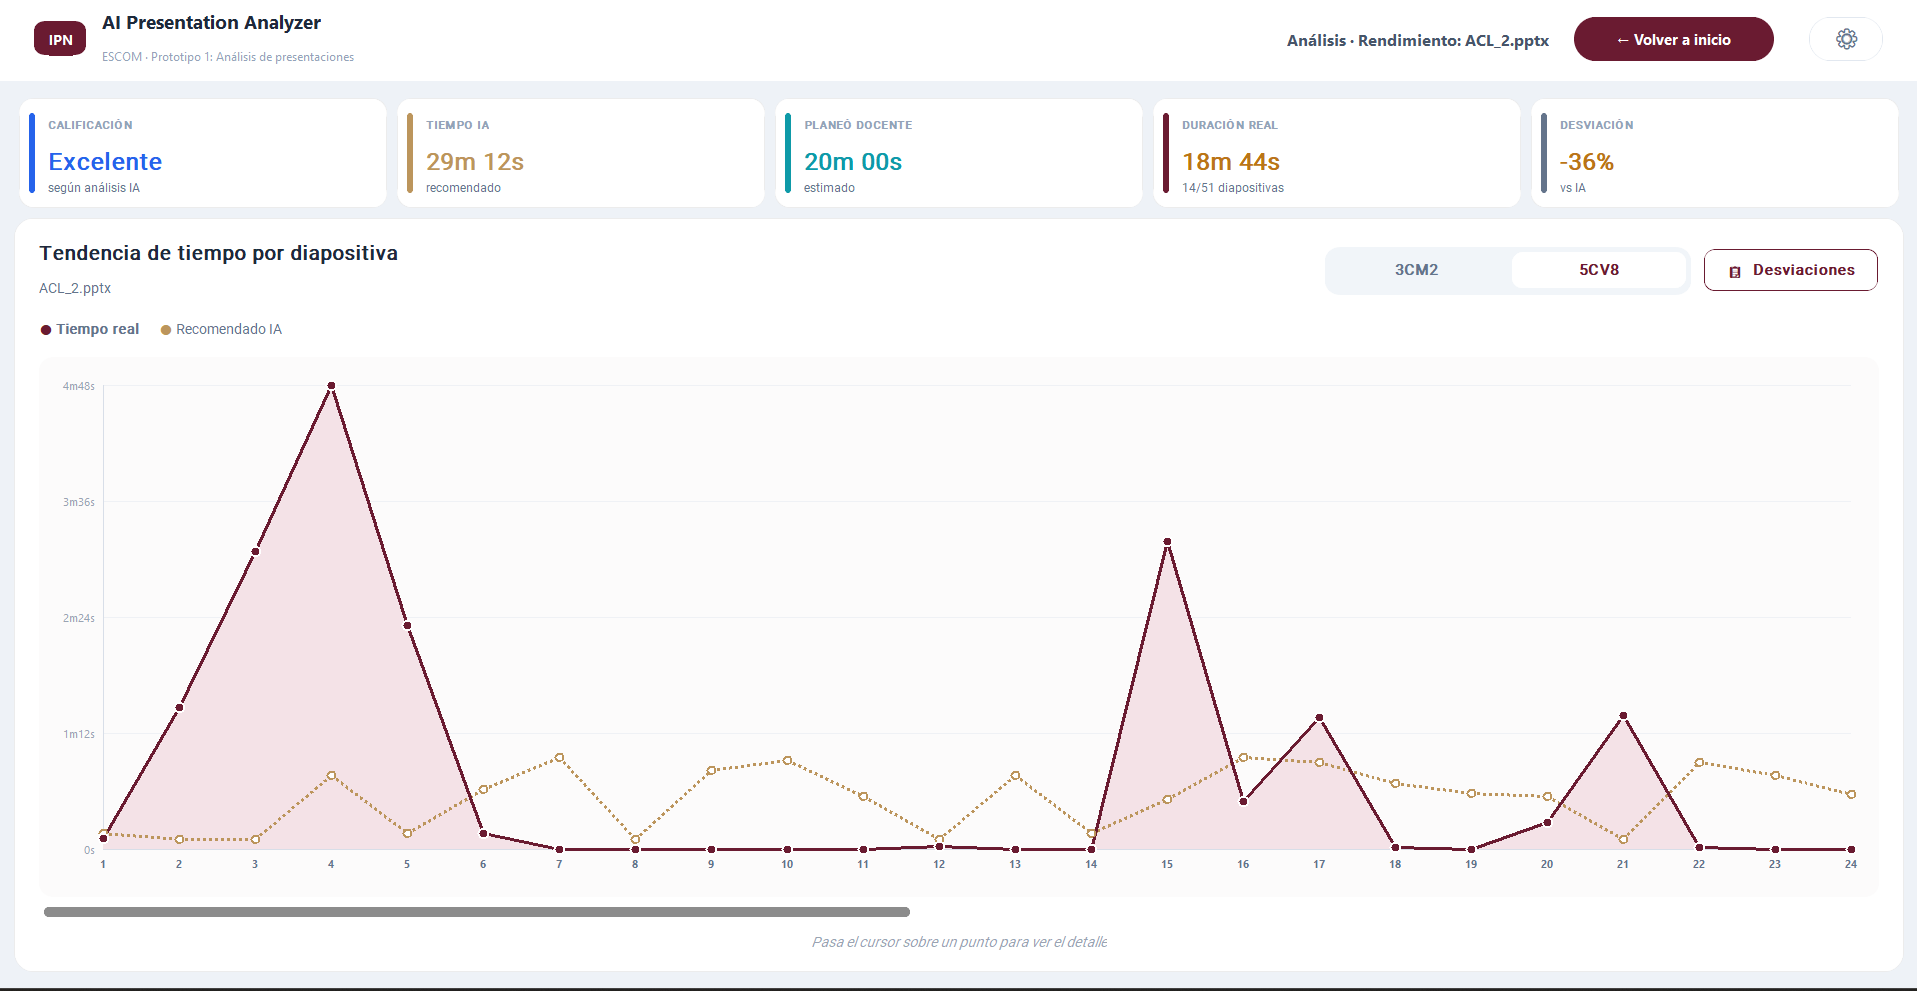 IPN
AI Presentation Analyzer
ESCOM · Prototipo 1: Análisis de presentaciones
Análisis · Rendimiento: ACL_2.pptx
← Volver a inicio
CALIFICACIÓN
Excelente
según análisis IA
TIEMPO IA
29m 12s
recomendado
PLANEÓ DOCENTE
20m 00s
estimado
DURACIÓN REAL
18m 44s
14/51 diapositivas
DESVIACIÓN
-36%
vs IA
Tendencia de tiempo por diapositiva
ACL_2.pptx
3CM2
5CV8
Desviaciones
Tiempo real
Recomendado IA
4m48s
3m36s
2m24s
1m12s
0s
1 2 3 4 5 6 7 8 9 10 11 12 13 14 15 16 17 18 19 20 21 22 23 24
Pasa el cursor sobre un punto para ver el detalle